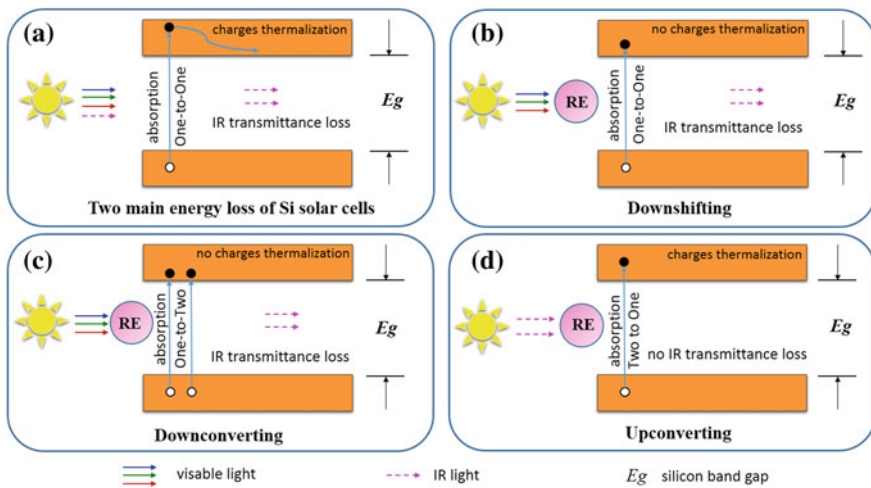 (a)
charges thermalization
absorption
One-to-One
IR transmittance loss
Eg
Two main energy loss of Si solar cells
(b)
no charges thermalization
RE
absorption
One-to-One
IR transmittance loss
Eg
Downshifting
(c)
no charges thermalization
RE
absorption
One-to-Two
IR transmittance loss
Eg
Downconverting
(d)
charges thermalization
RE
absorption
Two to One
no IR transmittance loss
Eg
Upconverting
visable light
IR light
Eg silicon band gap